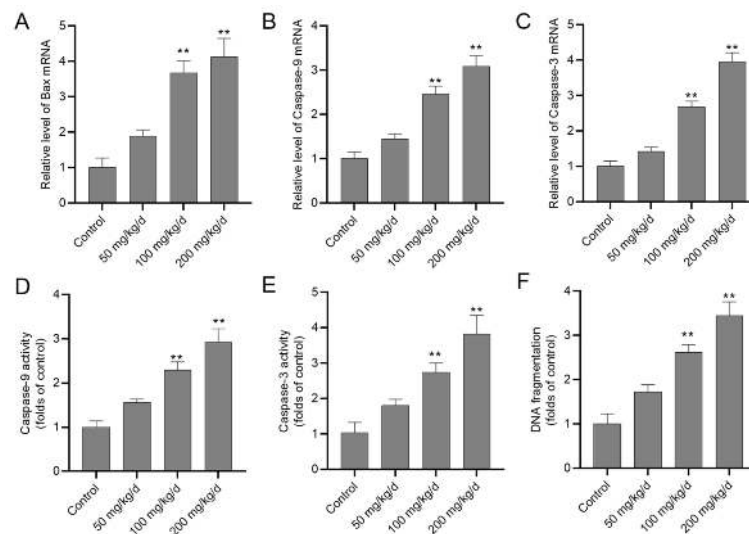 A
Relative level of Bax mRNA
5
4
3
2
1
0
**
**
Control
50 mg/kg/d
100 mg/kg/d
200 mg/kg/d
B
Relative level of Caspase-9 mRNA
4
3
2
1
0
**
**
Control
50 mg/kg/d
100 mg/kg/d
200 mg/kg/d
C
Relative level of Caspase-3 mRNA
5
4
3
2
1
0
**
**
Control
50 mg/kg/d
100 mg/kg/d
200 mg/kg/d
D
Caspase-9 activity
(folds of control)
4
3
2
1
0
**
**
Control
50 mg/kg/d
100 mg/kg/d
200 mg/kg/d
E
Caspase-3 activity
(folds of control)
5
4
3
2
1
0
**
**
Control
50 mg/kg/d
100 mg/kg/d
200 mg/kg/d
F
DNA fragmentation
(folds of control)
4
3
2
1
0
**
**
Control
50 mg/kg/d
100 mg/kg/d
200 mg/kg/d